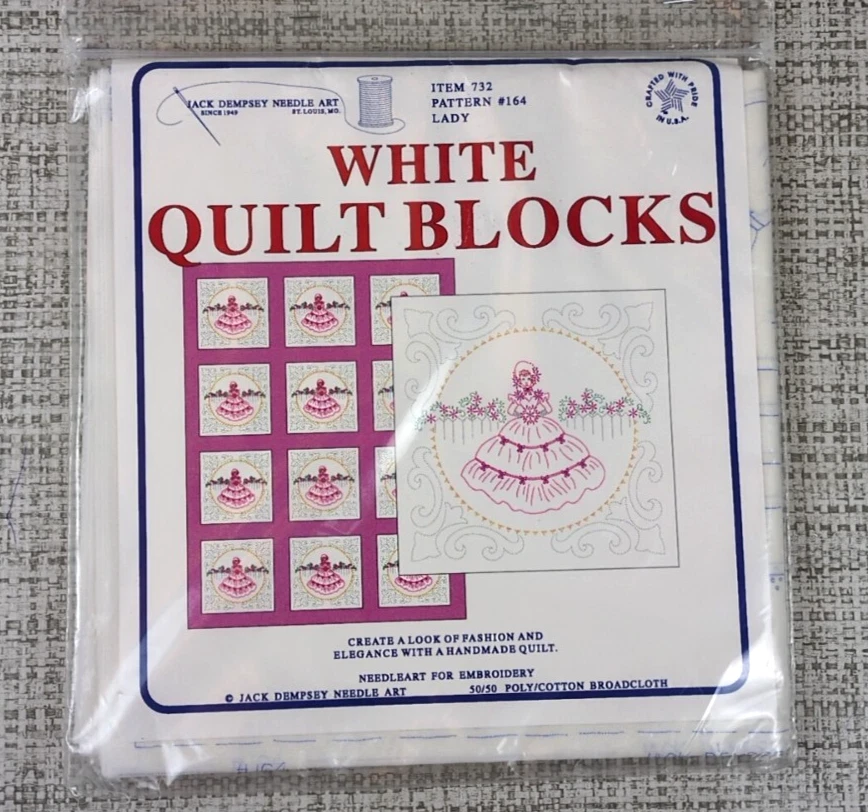 JACK DEMPSEY NEEDLE ART
SINCE 1949 ST. LOUIS, MO.
ITEM 732
PATTERN #164
LADY
CRAFTED WITH PRIDE
IN U.S.A.
WHITE
QUILT BLOCKS
CREATE A LOOK OF FASHION AND
ELEGANCE WITH A HANDMADE QUILT.
NEEDLEART FOR EMBROIDERY
© JACK DEMPSEY NEEDLE ART 50/50 POLY/COTTON BROADCLOTH
#164